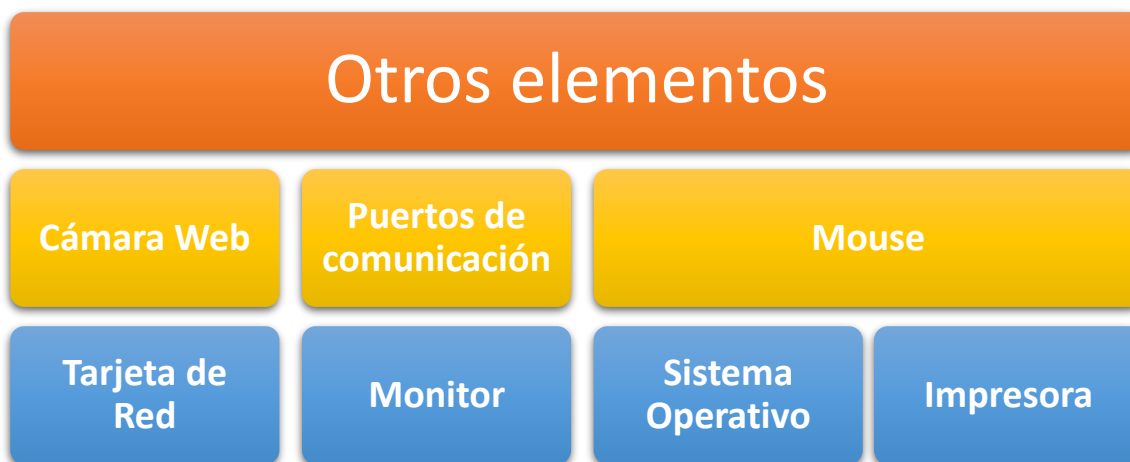 Otros elementos
Cámara Web
Puertos de
comunicación
Mouse
Tarjeta de
Red
Monitor
Sistema
Operativo
Impresora